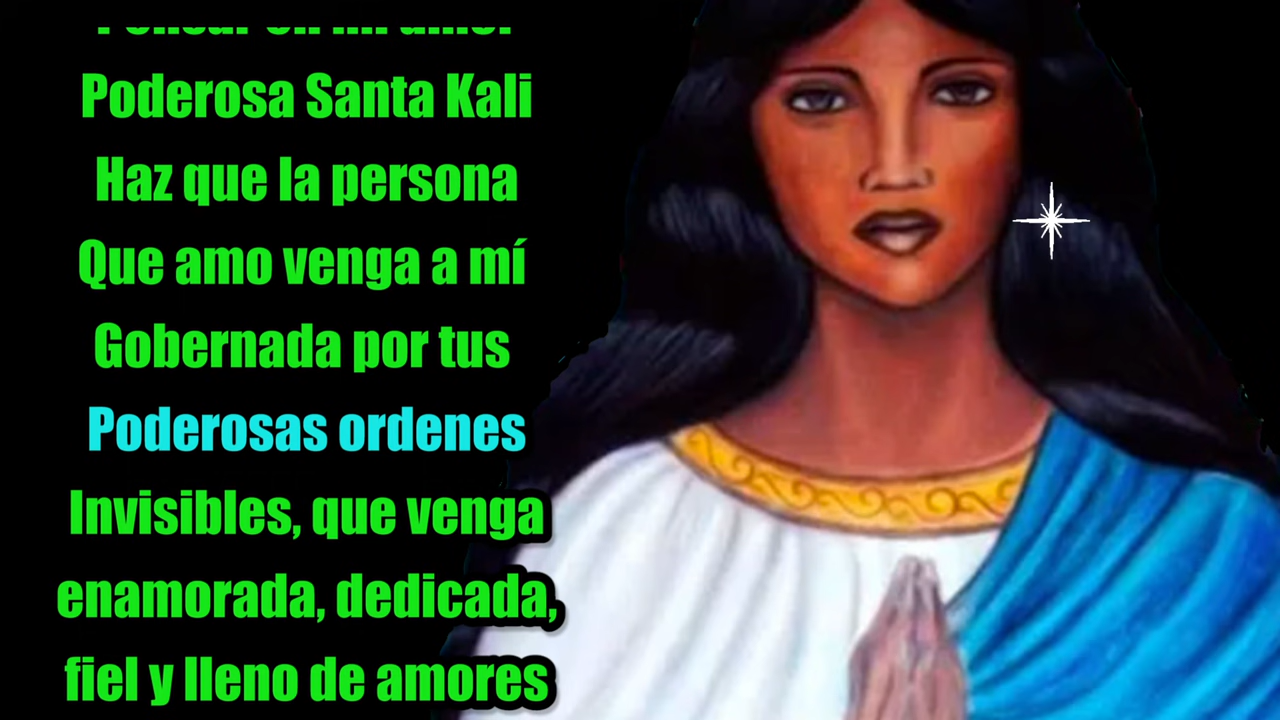 Poderosa Santa Kali
Haz que la persona
Que amo venga a mí
Gobernada por tus
Poderosas ordenes
Invisibles, que venga
enamorada, dedicada,
fiel y lleno de amores